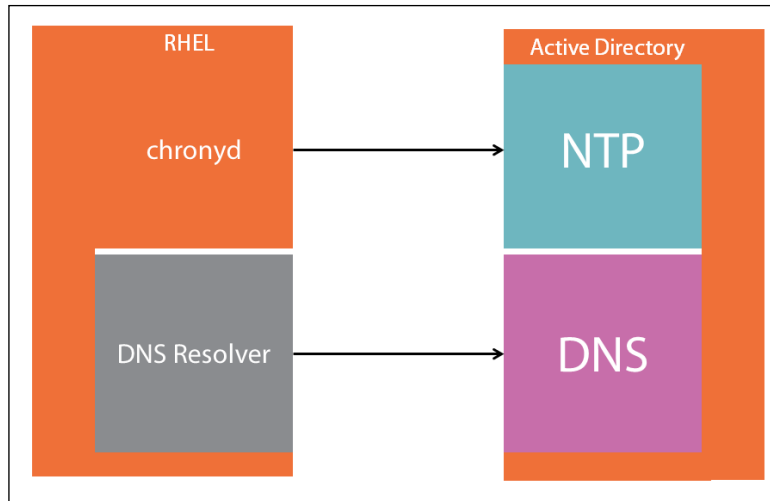 RHEL
Active Directory
chronyd
NTP
DNS Resolver
DNS